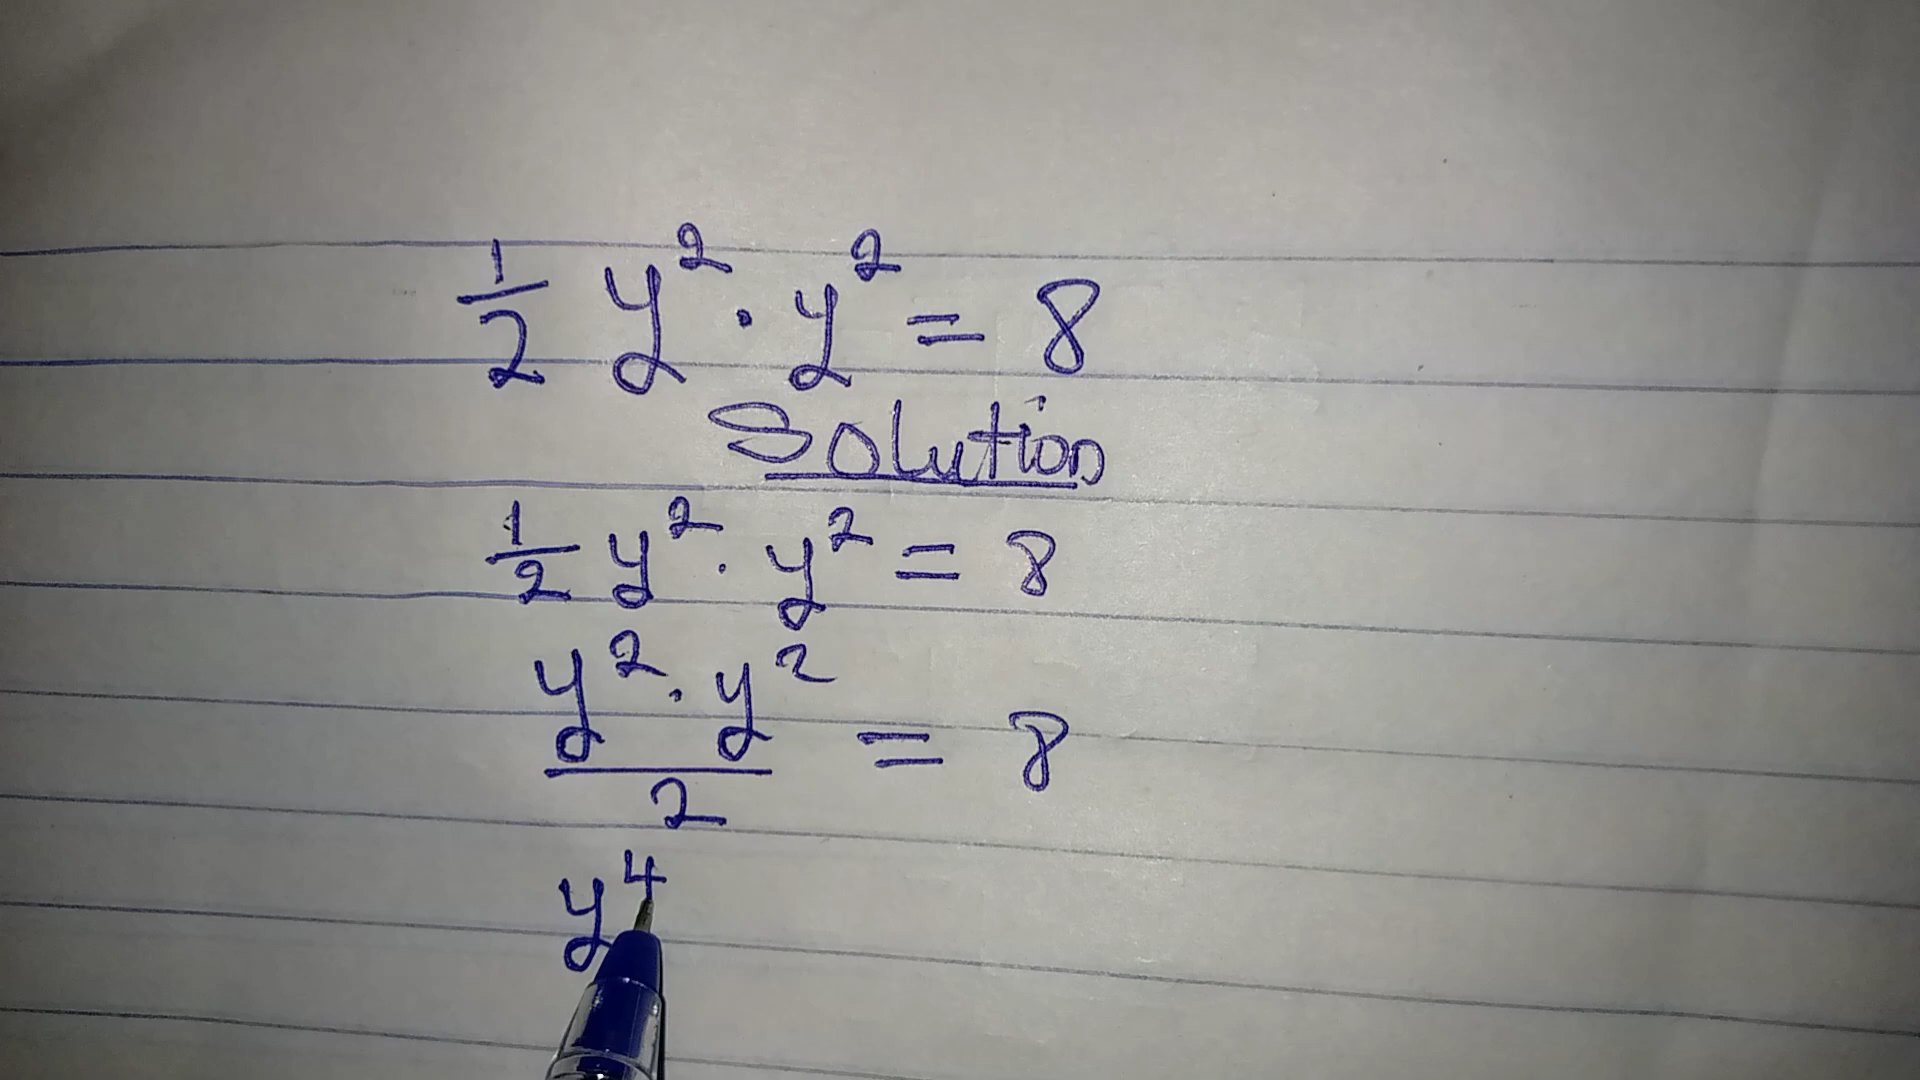 1/2 y² · y² = 8
Solution
1/2 y² · y² = 8
y² · y² / 2 = 8
y⁴